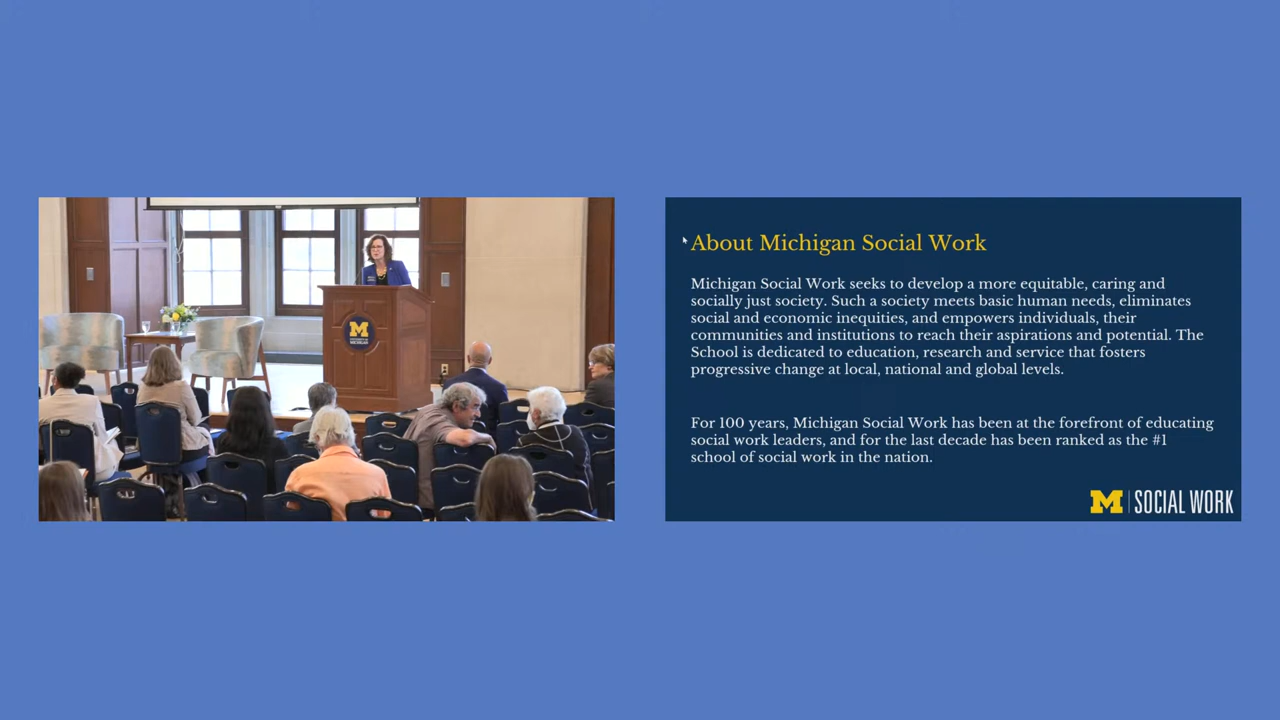 M
MICHIGAN
About Michigan Social Work
Michigan Social Work seeks to develop a more equitable, caring and
socially just society. Such a society meets basic human needs, eliminates
social and economic inequities, and empowers individuals, their
communities and institutions to reach their aspirations and potential. The
School is dedicated to education, research and service that fosters
progressive change at local, national and global levels.
For 100 years, Michigan Social Work has been at the forefront of educating
social work leaders, and for the last decade has been ranked as the #1
school of social work in the nation.
M | SOCIAL WORK